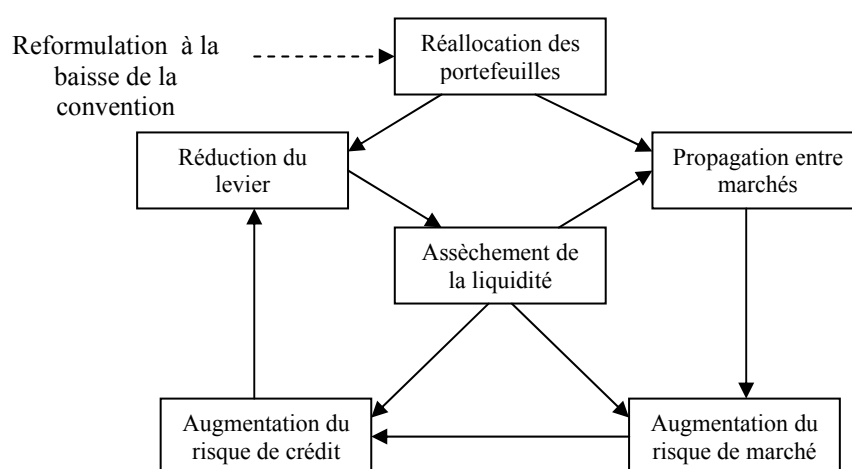 Reformulation à la
baisse de la
convention
Réallocation des
portefeuilles
Réduction du
levier
Propagation entre
marchés
Assèchement de
la liquidité
Augmentation du
risque de crédit
Augmentation du
risque de marché